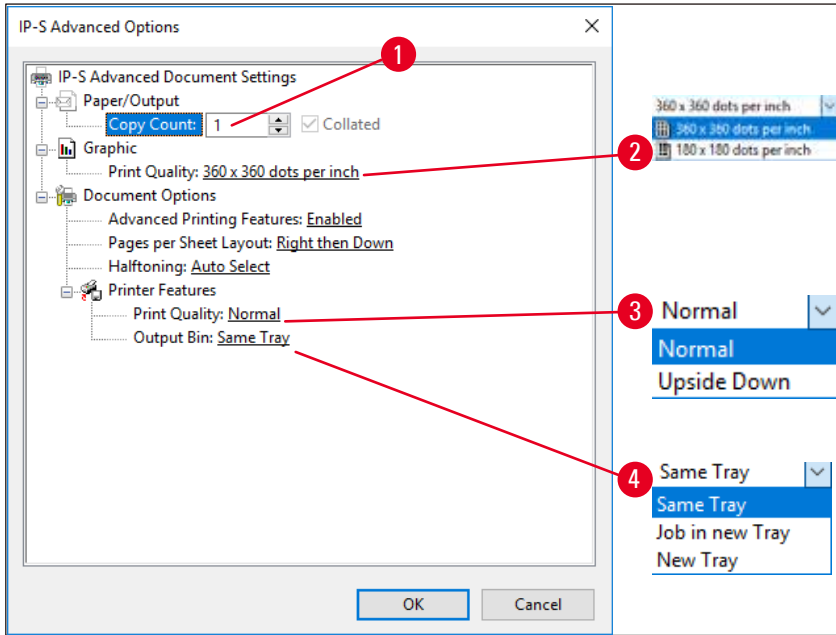 IP-S Advanced Options
IP-S Advanced Document Settings
Paper/Output
Copy Count: 1 Collated
Graphic
Print Quality: 360 x 360 dots per inch
Document Options
Advanced Printing Features: Enabled
Pages per Sheet Layout: Right then Down
Halftoning: Auto Select
Printer Features
Print Quality: Normal
Output Bin: Same Tray
OK Cancel
1
2
360 x 360 dots per inch
360 x 360 dots per inch
180 x 180 dots per inch
3
Normal
Normal
Upside Down
4
Same Tray
Same Tray
Job in new Tray
New Tray